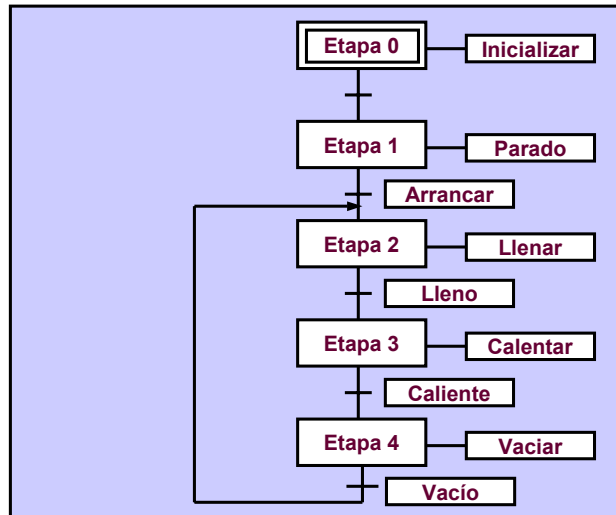 Etapa 0
Inicializar
Etapa 1
Parado
Arrancar
Etapa 2
Llenar
Lleno
Etapa 3
Calentar
Caliente
Etapa 4
Vaciar
Vacío